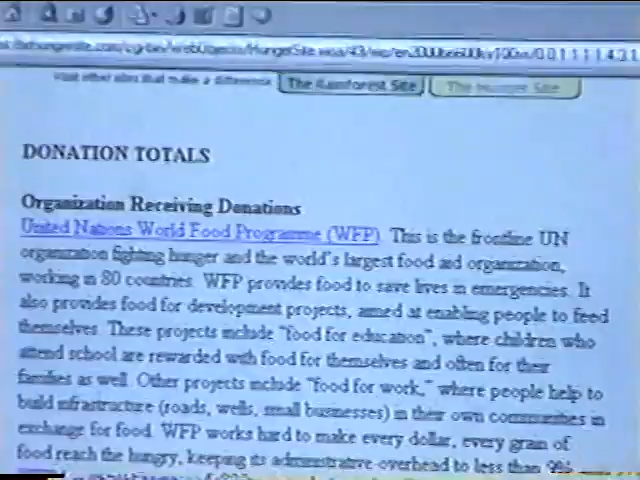 Visit other sites that make a difference The Rainforest Site The Hunger Site
DONATION TOTALS
Organization Receiving Donations
United Nations World Food Programme (WFP). This is the frontline UN
organization fighting hunger and the world's largest food aid organization,
working in 80 countries. WFP provides food to save lives in emergencies. It
also provides food for development projects, aimed at enabling people to feed
themselves. These projects include "food for education", where children who
attend school are rewarded with food for themselves and often for their
families as well. Other projects include "food for work," where people help to
build infrastructure (roads, wells, small businesses) in their own communities in
exchange for food. WFP works hard to make every dollar, every grain of
food reach the hungry, keeping its administrative overhead to less than 9%